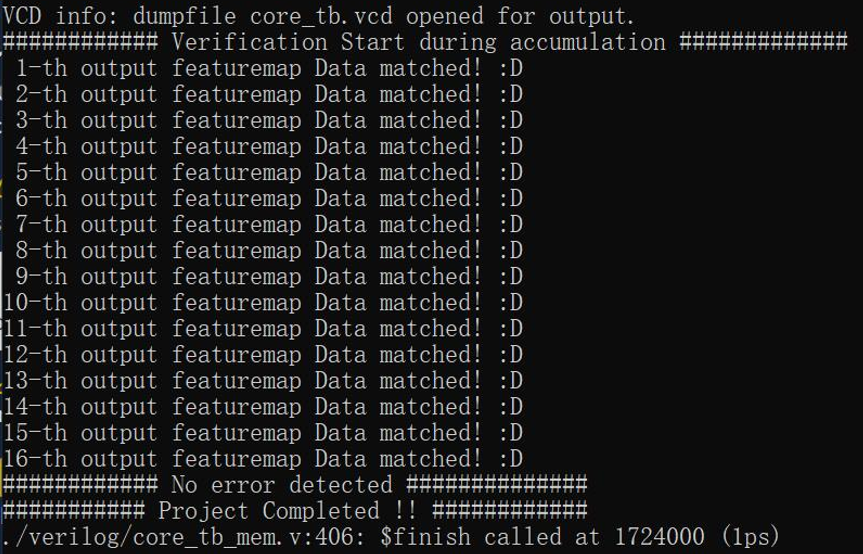 VCD info: dumpfile core_tb.vcd opened for output.
############ Verification Start during accumulation #############
1-th output featuremap Data matched! :D
2-th output featuremap Data matched! :D
3-th output featuremap Data matched! :D
4-th output featuremap Data matched! :D
5-th output featuremap Data matched! :D
6-th output featuremap Data matched! :D
7-th output featuremap Data matched! :D
8-th output featuremap Data matched! :D
9-th output featuremap Data matched! :D
10-th output featuremap Data matched! :D
11-th output featuremap Data matched! :D
12-th output featuremap Data matched! :D
13-th output featuremap Data matched! :D
14-th output featuremap Data matched! :D
15-th output featuremap Data matched! :D
16-th output featuremap Data matched! :D
############ No error detected ##############
########### Project Completed !! ############
./verilog/core_tb_mem.v:406: $finish called at 1724000 (1ps)